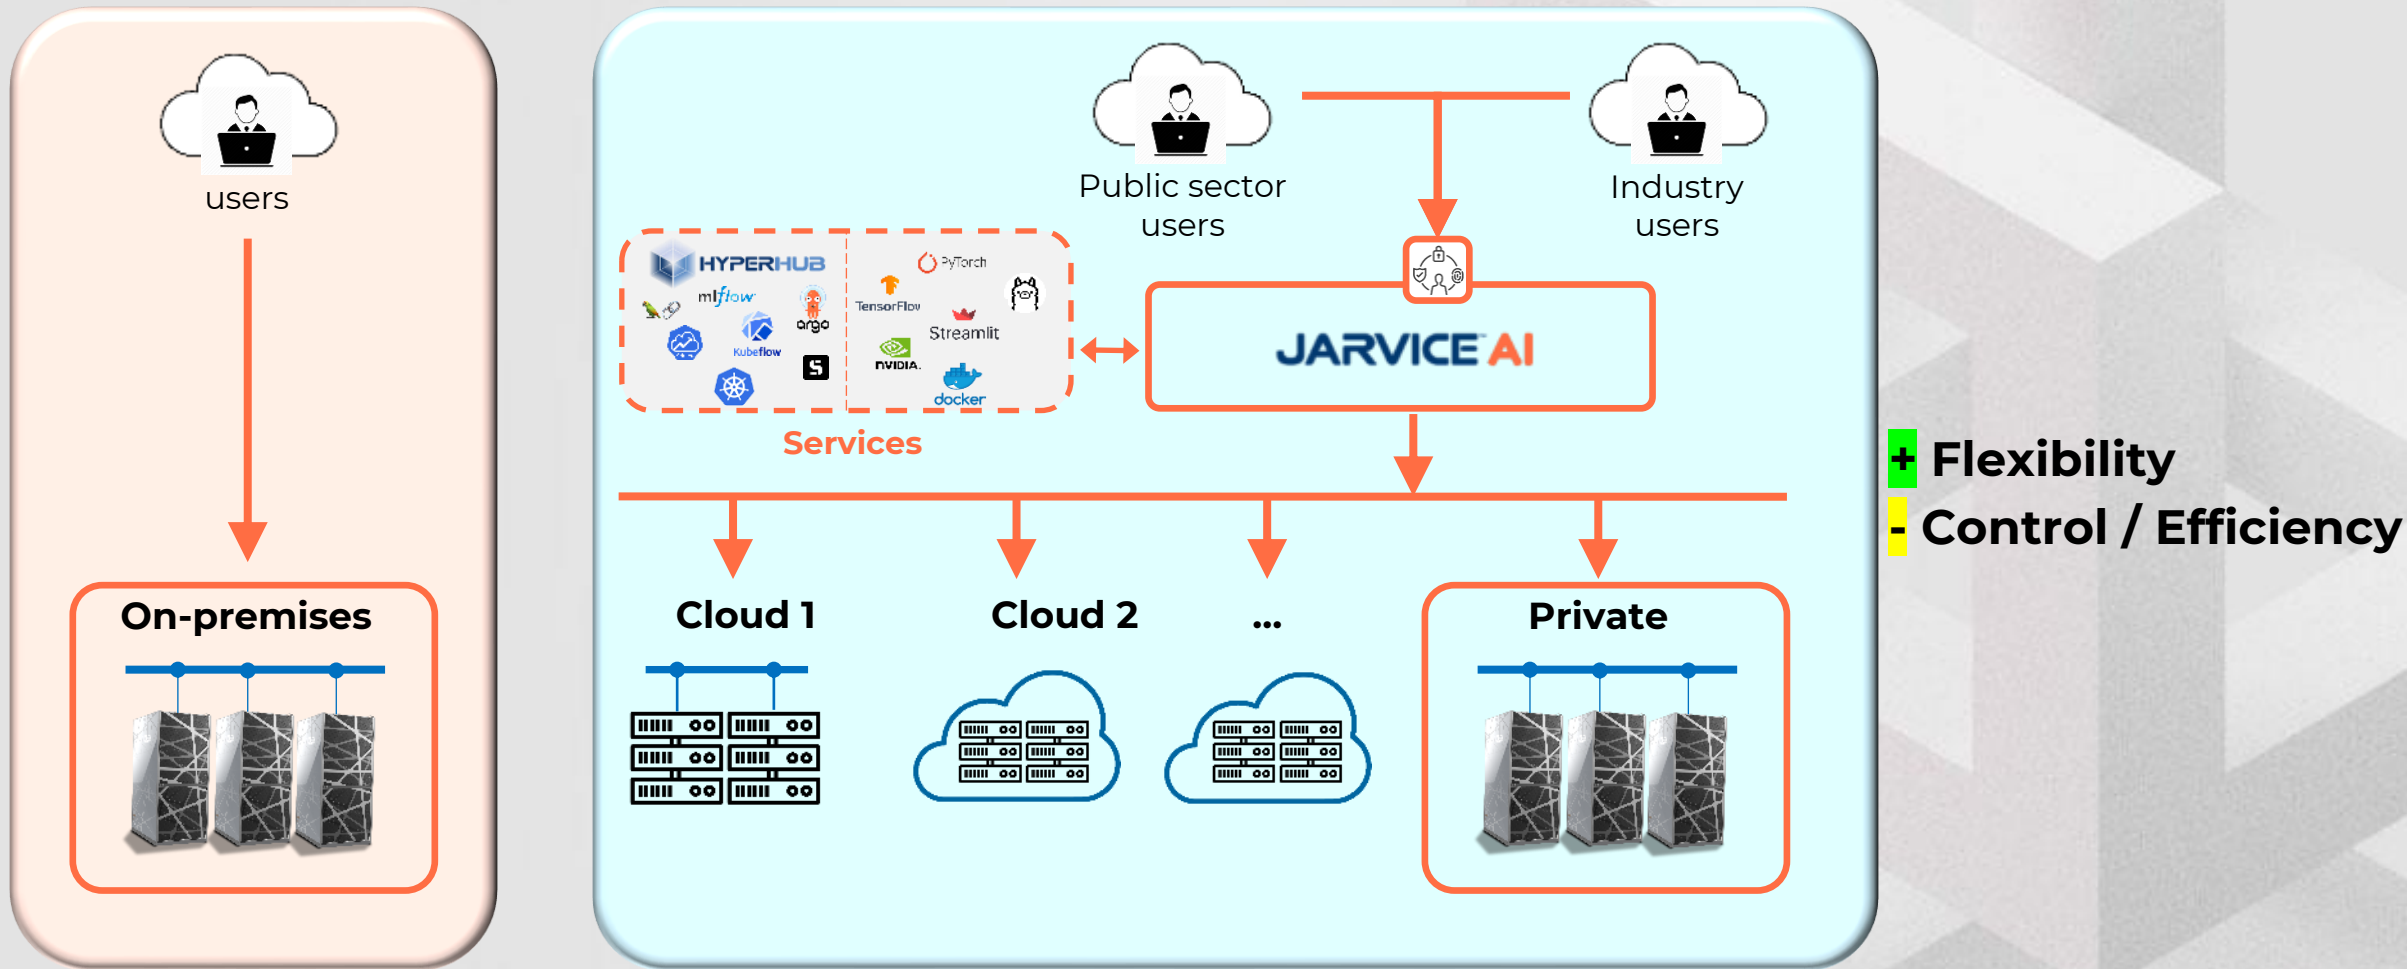 users
On-premises
Public sector
users
Industry
users
HYPERHUB
mlflow
argo
Kubeflow
S
PyTorch
TensorFlow
Streamlit
NVIDIA.
docker
Services
JARVICE AI
Cloud 1
Cloud 2
...
Private
+ Flexibility
- Control / Efficiency